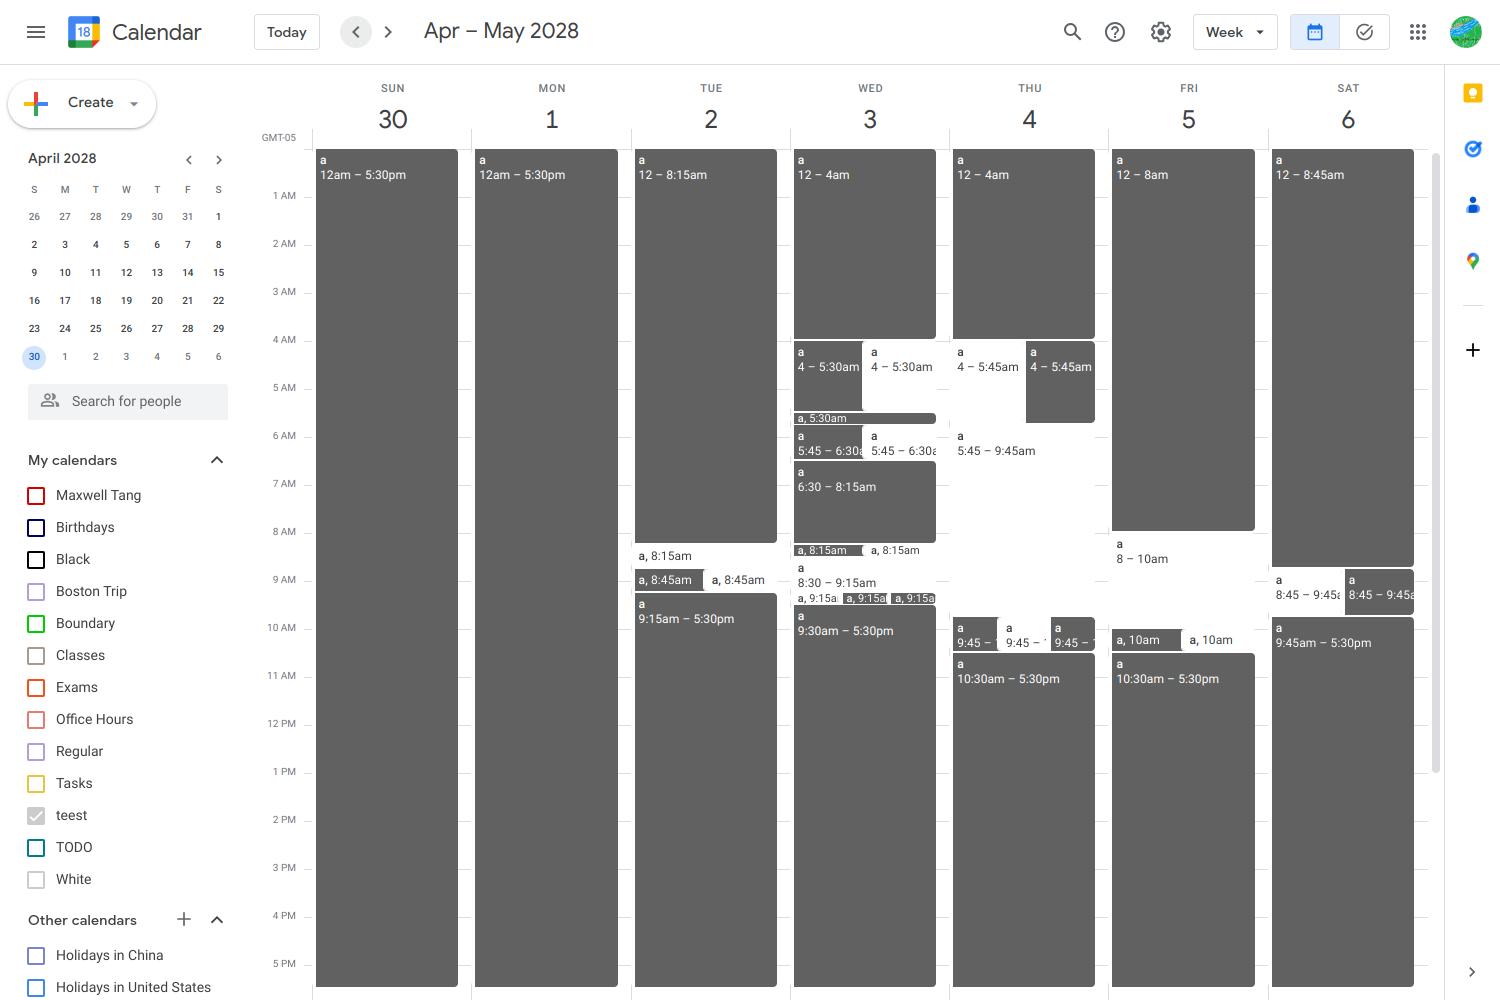 18 Calendar Today Apr – May 2028 Week
Create
April 2028
S M T W T F S
26 27 28 29 30 31 1
2 3 4 5 6 7 8
9 10 11 12 13 14 15
16 17 18 19 20 21 22
23 24 25 26 27 28 29
30 1 2 3 4 5 6
Search for people
My calendars
Maxwell Tang
Birthdays
Black
Boston Trip
Boundary
Classes
Exams
Office Hours
Regular
Tasks
teest
TODO
White
Other calendars
Holidays in China
Holidays in United States
GMT-05
1 AM
2 AM
3 AM
4 AM
5 AM
6 AM
7 AM
8 AM
9 AM
10 AM
11 AM
12 PM
1 PM
2 PM
3 PM
4 PM
5 PM
SUN
30
a
12am – 5:30pm
MON
1
a
12am – 5:30pm
TUE
2
a
12 – 8:15am
a, 8:15am
a, 8:45am
a, 8:45am
a
9:15am – 5:30pm
WED
3
a
12 – 4am
a
4 – 5:30am
a
4 – 5:30am
a, 5:30am
a
5:45 – 6:30a
a
5:45 – 6:30a
a
6:30 – 8:15am
a, 8:15am
a, 8:15am
a
8:30 – 9:15am
a, 9:15a
a, 9:15a
a, 9:15a
a
9:30am – 5:30pm
THU
4
a
12 – 4am
a
4 – 5:45am
a
4 – 5:45am
a
5:45 – 9:45am
a
9:45 –
a
9:45 –
a
9:45 –
a
10:30am – 5:30pm
FRI
5
a
12 – 8am
a
8 – 10am
a, 10am
a, 10am
a
10:30am – 5:30pm
SAT
6
a
12 – 8:45am
a
8:45 – 9:45a
a
8:45 – 9:45a
a
9:45am – 5:30pm